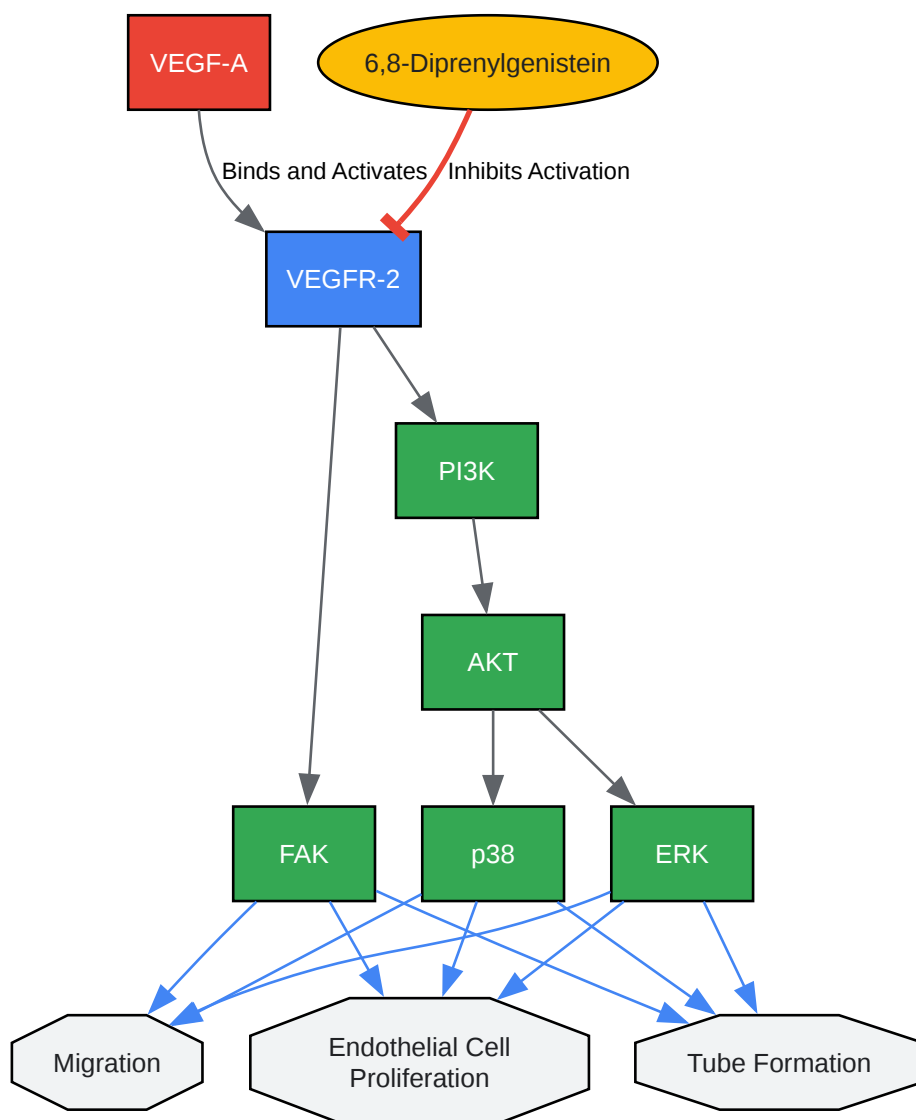 VEGF-A
6,8-Diprenylgenistein
Binds and Activates
Inhibits Activation
VEGFR-2
PI3K
AKT
FAK
p38
ERK
Migration
Endothelial Cell
Proliferation
Tube Formation